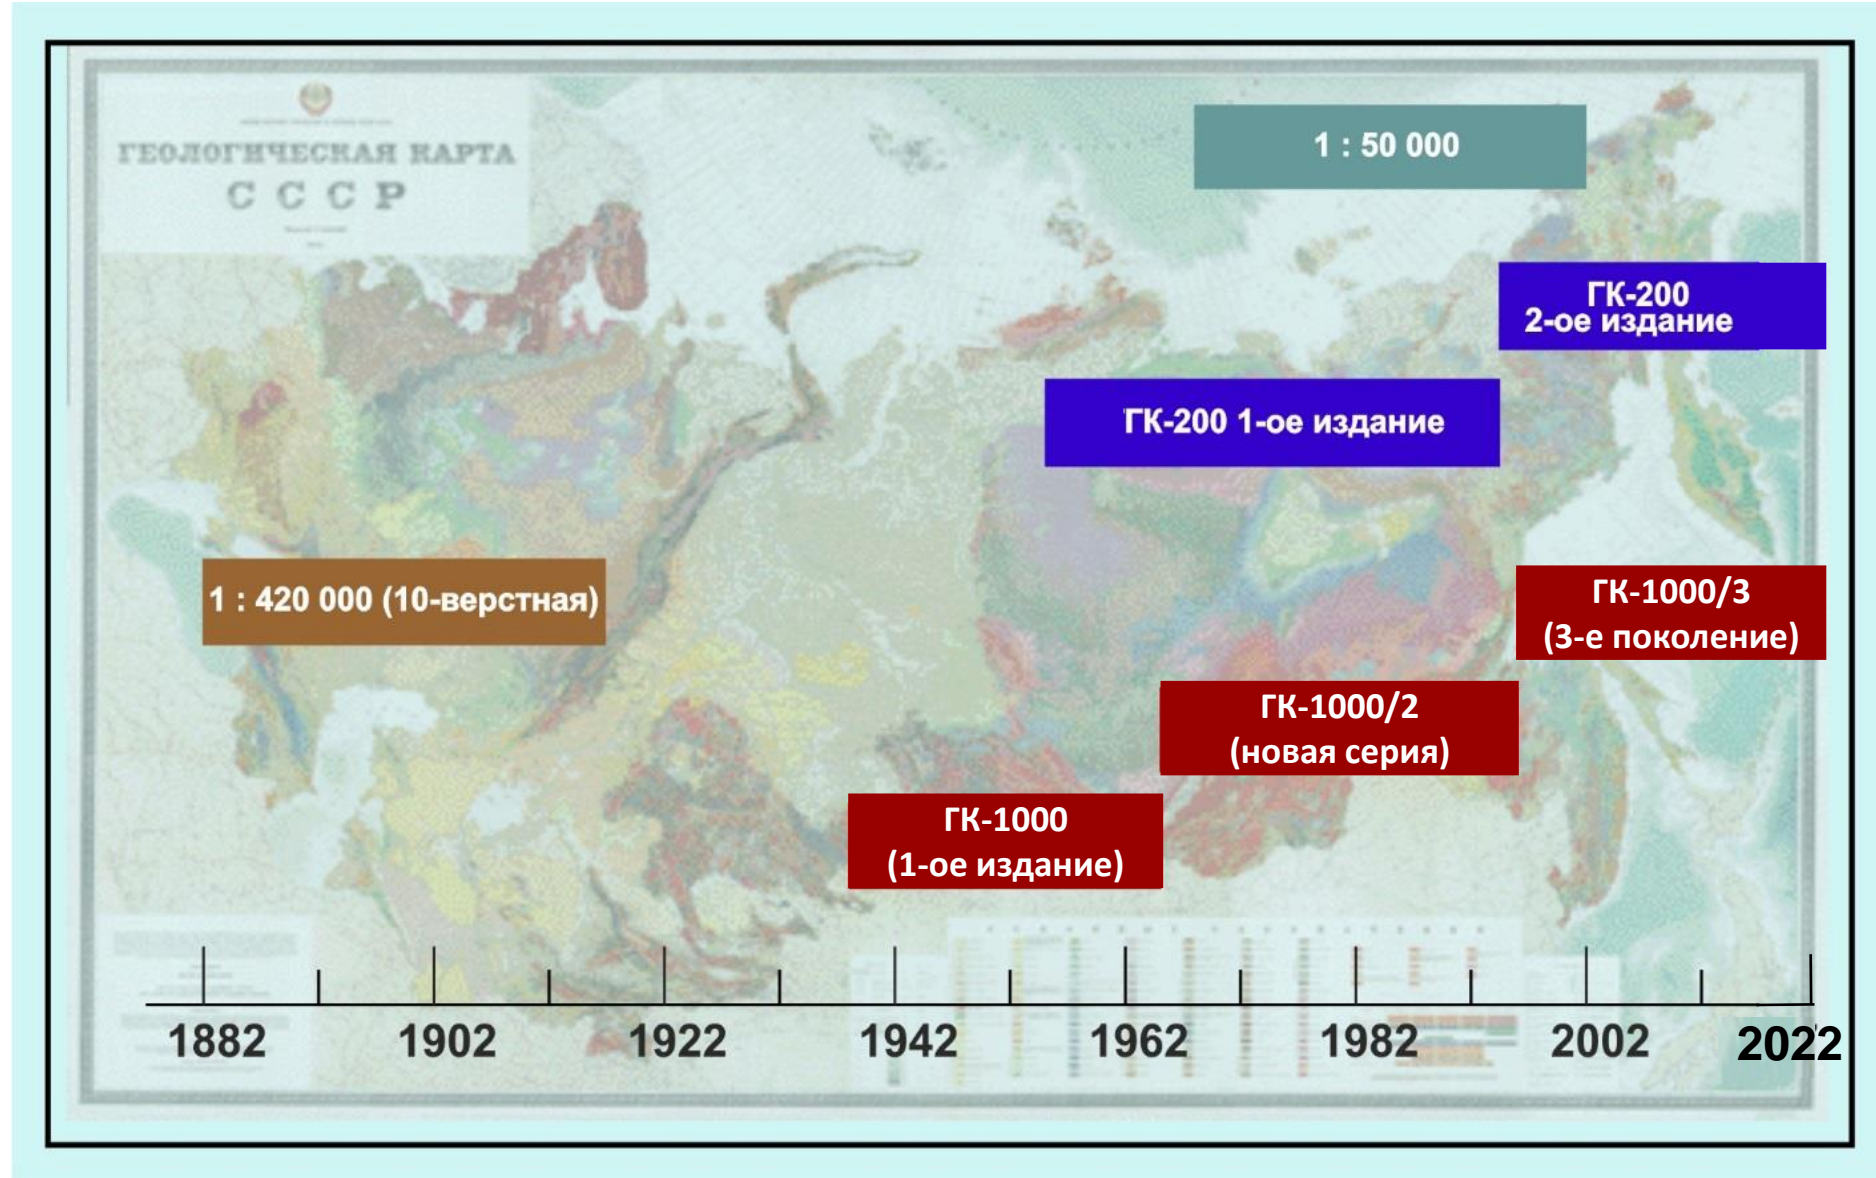 ГЕОЛОГИЧЕСКАЯ КАРТА
СССР
1 : 50 000
ГК-200
2-ое издание
ГК-200 1-ое издание
1 : 420 000 (10-верстная)
ГК-1000/3
(3-е поколение)
ГК-1000/2
(новая серия)
ГК-1000
(1-ое издание)
1882 1902 1922 1942 1962 1982 2002 2022